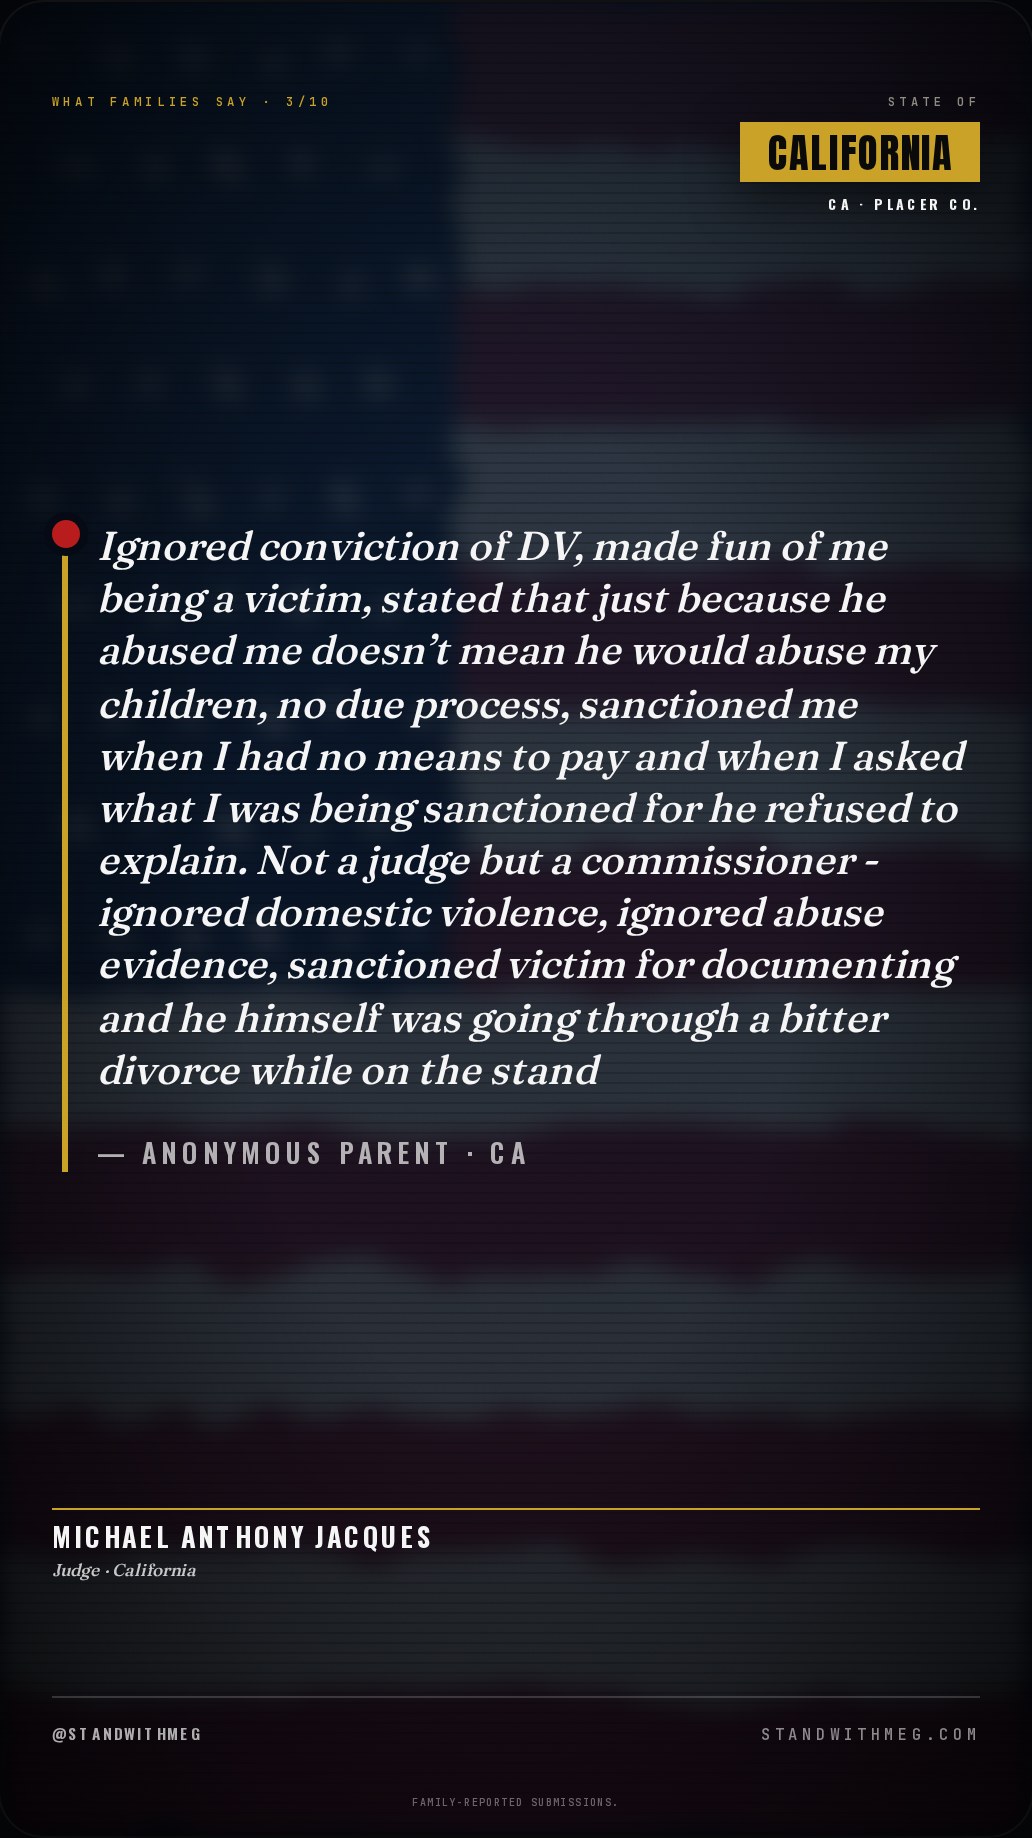 WHAT FAMILIES SAY · 3/10
STATE OF
CALIFORNIA
CA · PLACER CO.
Ignored conviction of DV, made fun of me
being a victim, stated that just because he
abused me doesn’t mean he would abuse my
children, no due process, sanctioned me
when I had no means to pay and when I asked
what I was being sanctioned for he refused to
explain. Not a judge but a commissioner -
ignored domestic violence, ignored abuse
evidence, sanctioned victim for documenting
and he himself was going through a bitter
divorce while on the stand
— ANONYMOUS PARENT · CA
MICHAEL ANTHONY JACQUES
Judge · California
@STANDWITHMEG
STANDWITHMEG.COM
FAMILY-REPORTED SUBMISSIONS.